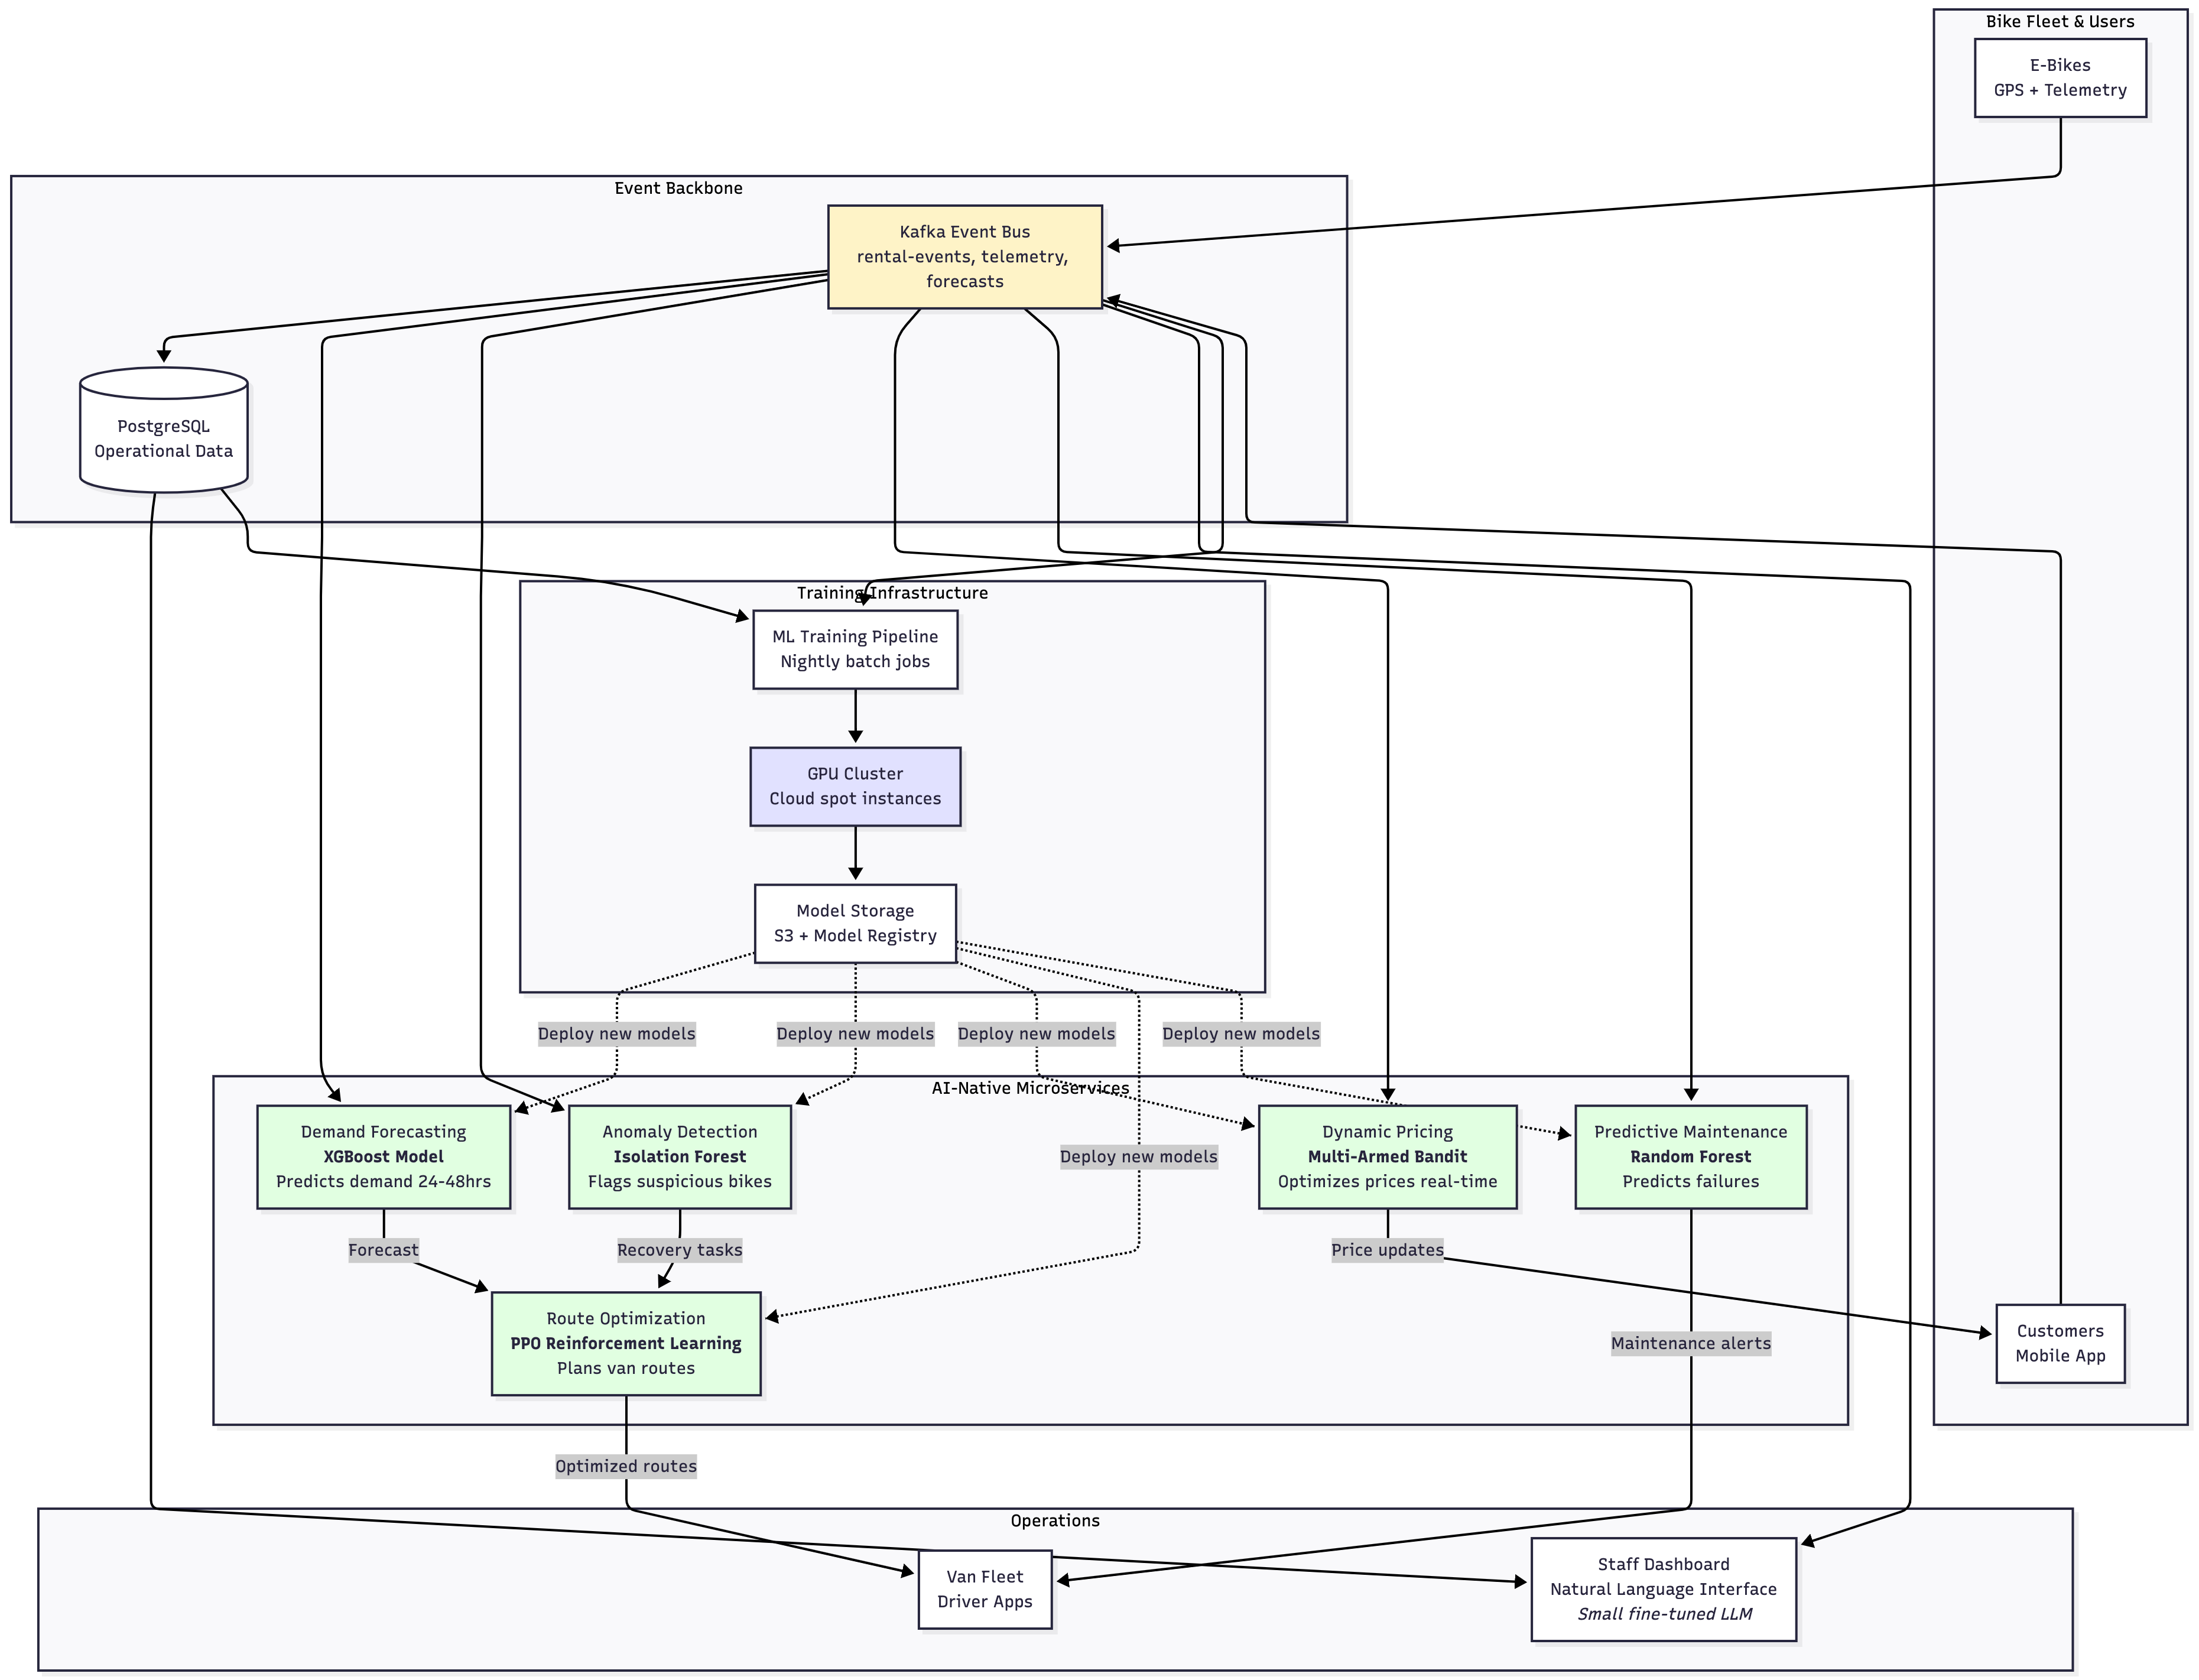 Bike Fleet & Users
E-Bikes
GPS + Telemetry
Event Backbone
Kafka Event Bus
rental-events, telemetry,
forecasts
PostgreSQL
Operational Data
Training Infrastructure
ML Training Pipeline
Nightly batch jobs
GPU Cluster
Cloud spot instances
Model Storage
S3 + Model Registry
Deploy new models
Deploy new models
Deploy new models
Deploy new models
AI-Native Microservices
Demand Forecasting
XGBoost Model
Predicts demand 24-48hrs
Anomaly Detection
Isolation Forest
Flags suspicious bikes
Deploy new models
Dynamic Pricing
Multi-Armed Bandit
Optimizes prices real-time
Predictive Maintenance
Random Forest
Predicts failures
Forecast
Recovery tasks
Price updates
Route Optimization
PPO Reinforcement Learning
Plans van routes
Maintenance alerts
Customers
Mobile App
Optimized routes
Operations
Van Fleet
Driver Apps
Staff Dashboard
Natural Language Interface
Small fine-tuned LLM